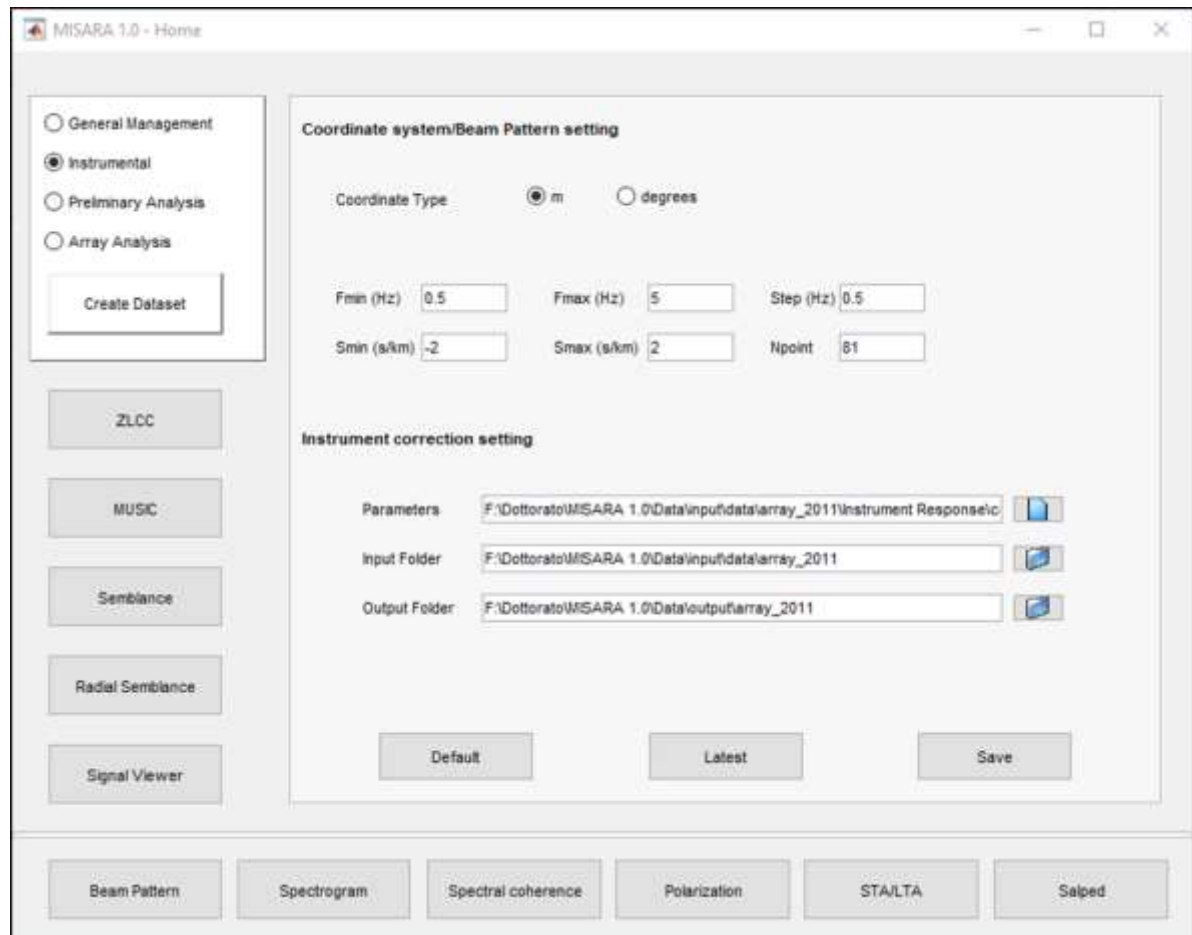 MISARA 1.0 - Home
General Management
Instrumental
Preliminary Analysis
Array Analysis
Create Dataset
ZLCC
MUSIC
Semblance
Radial Semblance
Signal Viewer
Coordinate system/Beam Pattern setting
Coordinate Type m degrees
Fmin (Hz) 0.5 Fmax (Hz) 5 Step (Hz) 0.5
Smin (s/km) -2 Smax (s/km) 2 Npoint 81
Instrument correction setting
Parameters F:\Dottorato\MISARA 1.0\Data\input\data\array_2011\Instrument Response\c
Input Folder F:\Dottorato\MISARA 1.0\Data\input\data\array_2011
Output Folder F:\Dottorato\MISARA 1.0\Data\output\array_2011
Default Latest Save
Beam Pattern Spectrogram Spectral coherence Polarization STA/LTA Salped